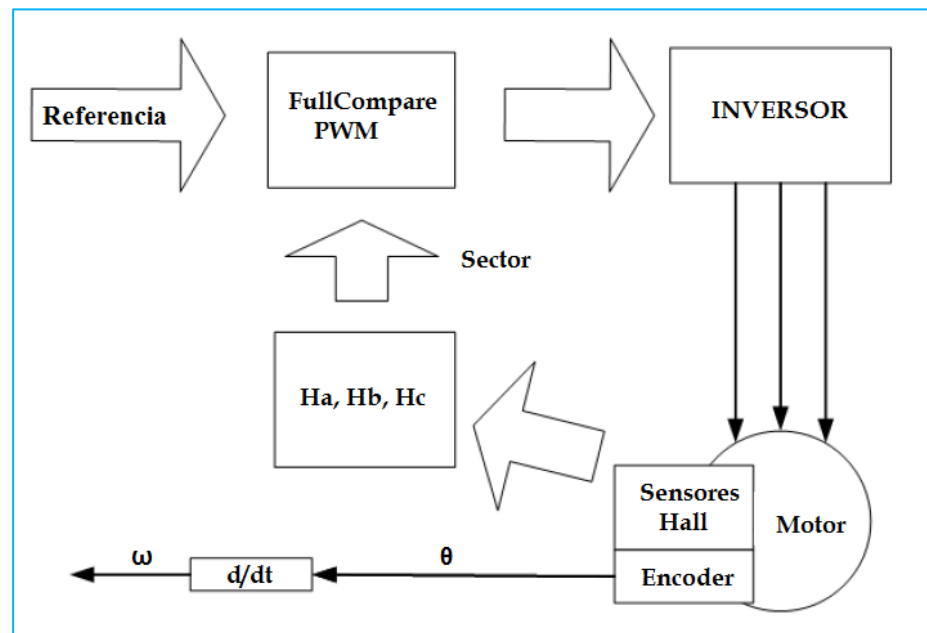 Referencia
FullCompare
PWM
INVERSOR
Sector
Ha, Hb, Hc
Sensores
Hall
Motor
Encoder
θ
d/dt
ω